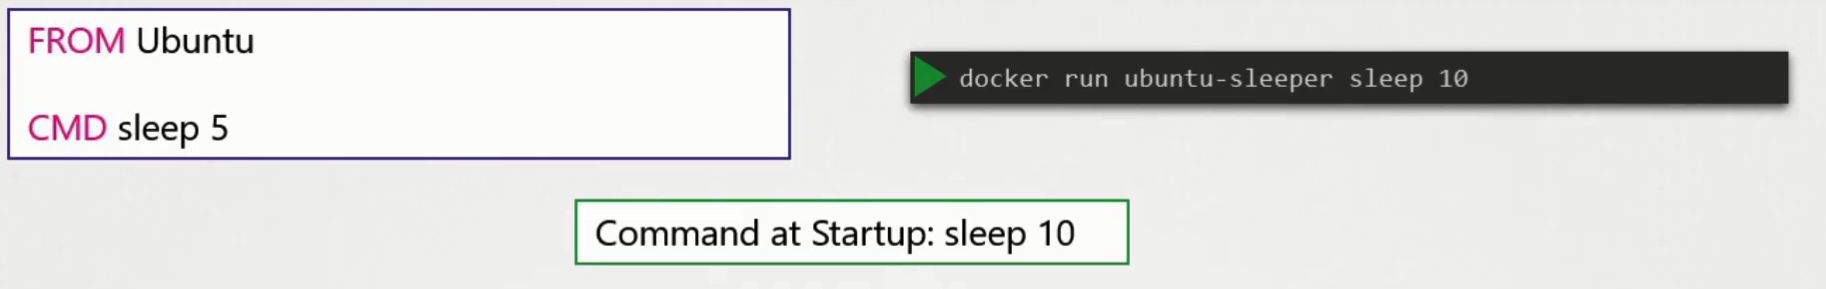 FROM Ubuntu
CMD sleep 5
docker run ubuntu-sleeper sleep 10
Command at Startup: sleep 10